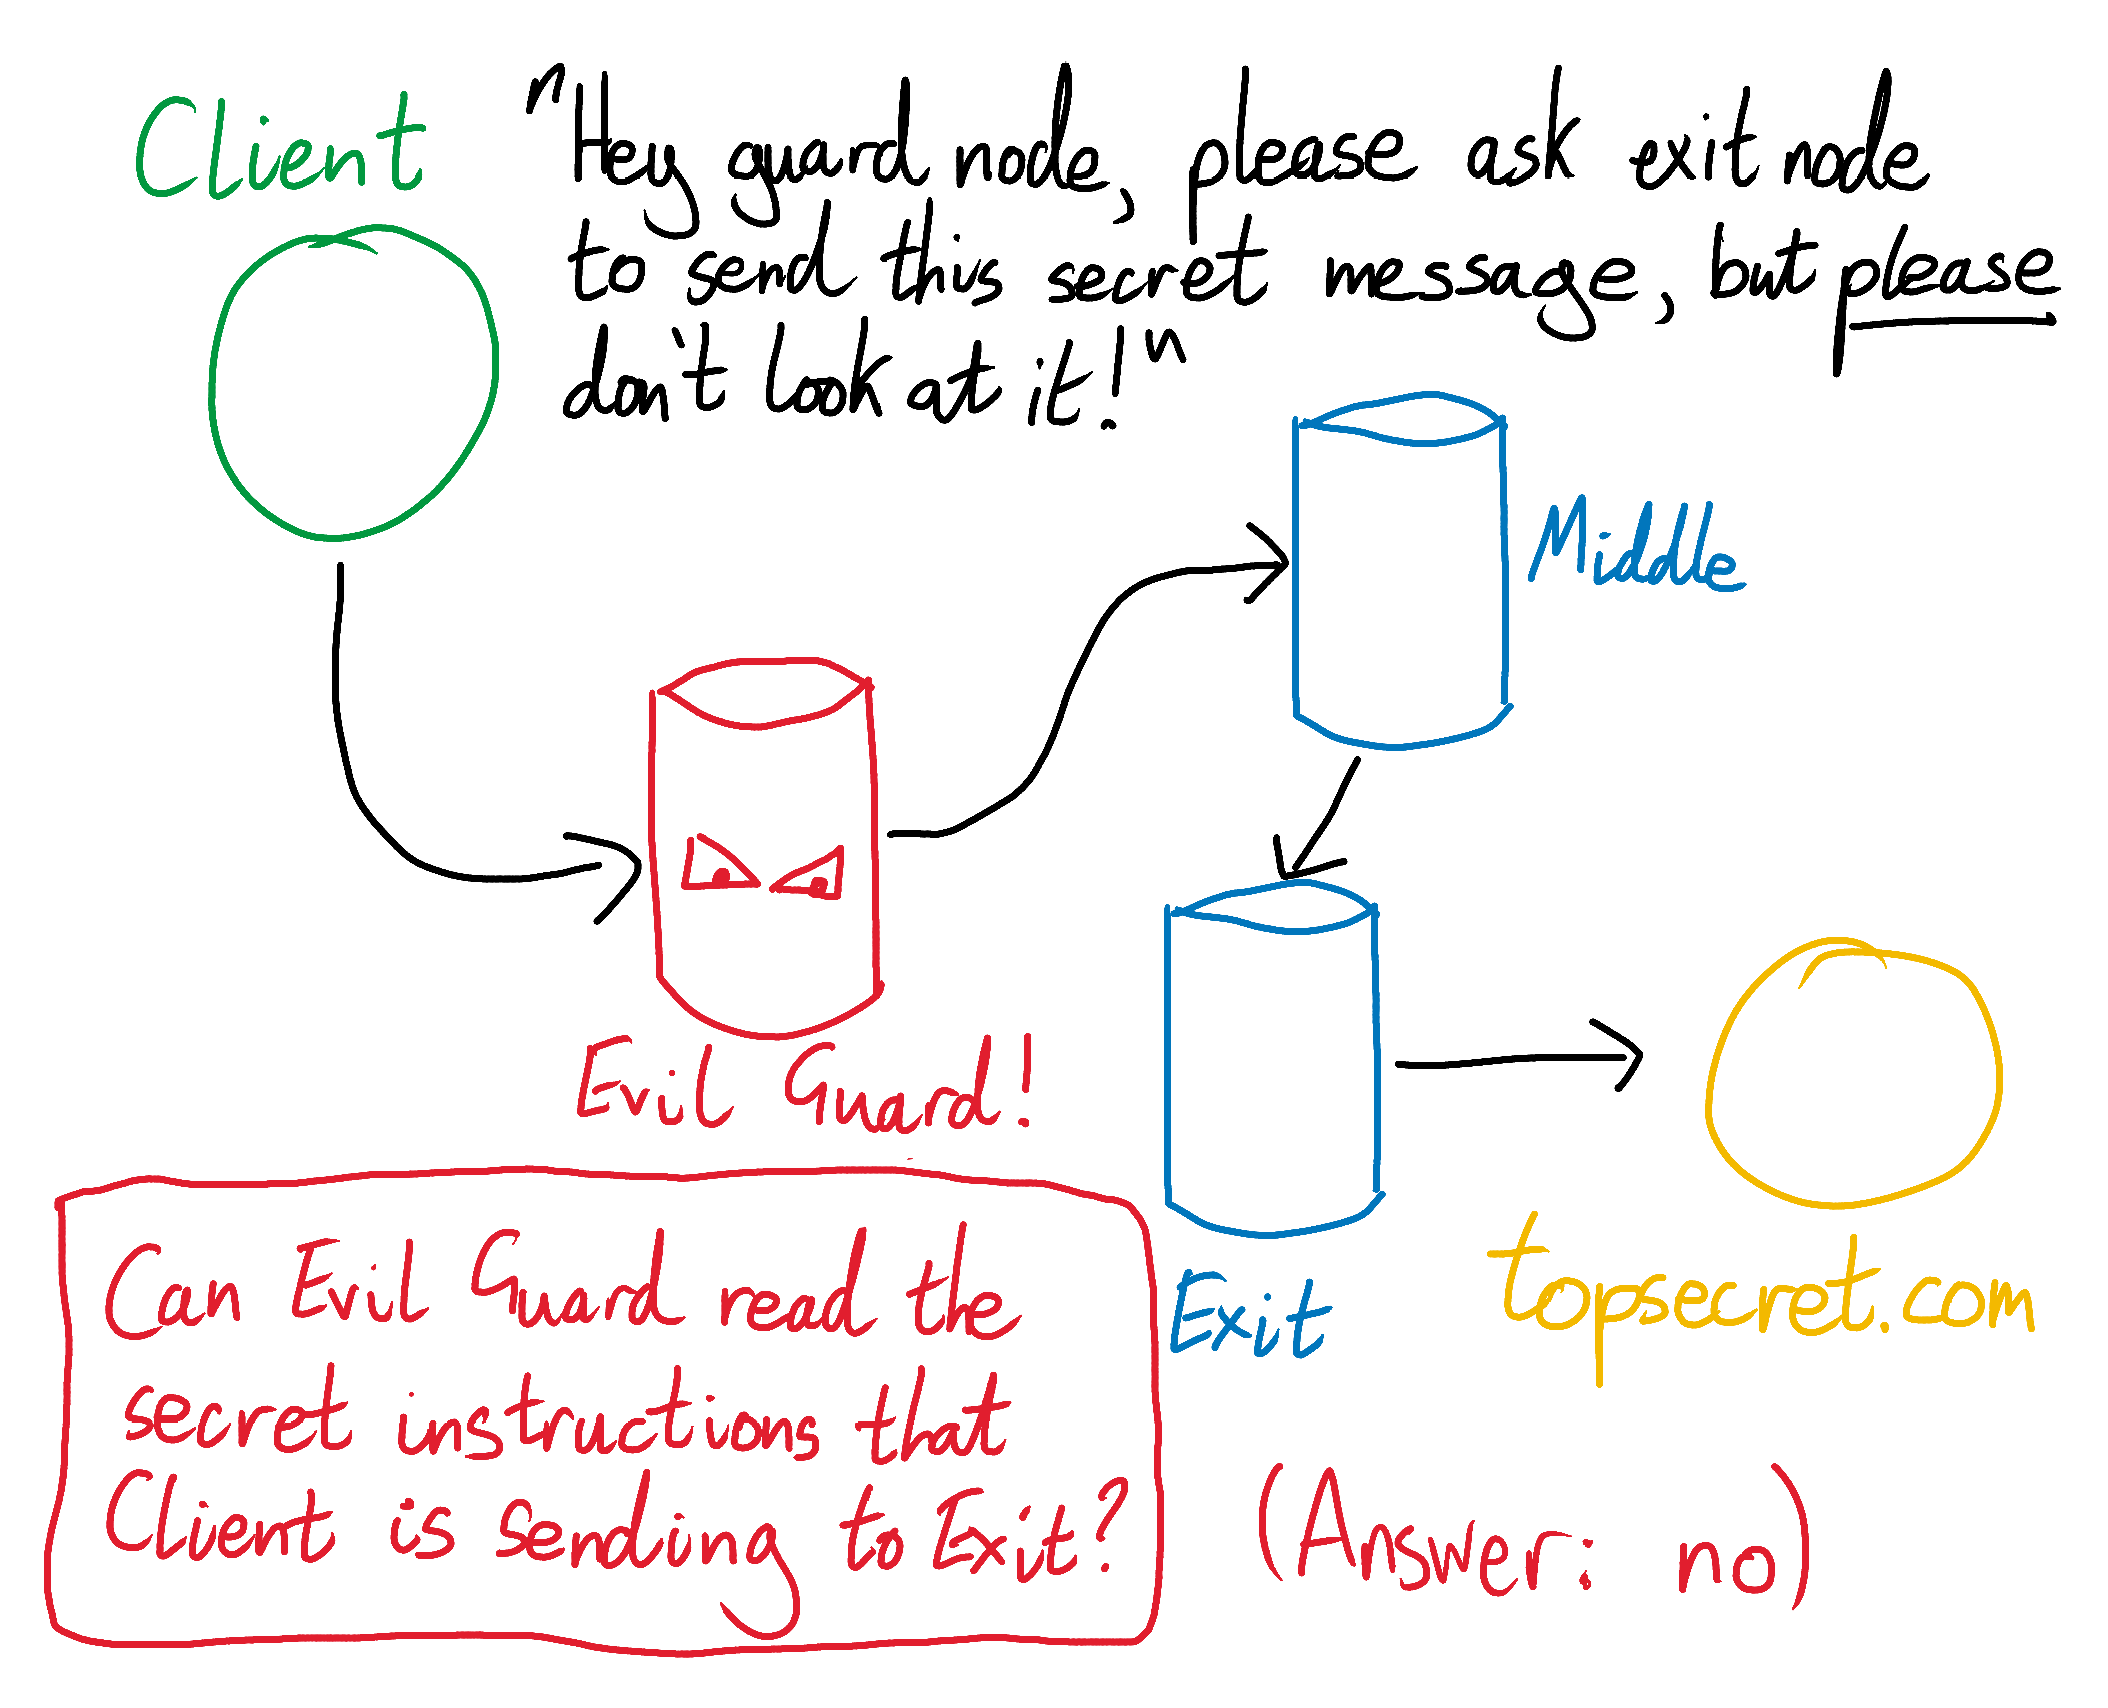 Client
"Hey guard node, please ask exit node
to send this secret message, but please
don't look at it!"
Middle
Evil Guard!
Exit
topsecret.com
Can Evil Guard read the
secret instructions that
Client is sending to Exit?
(Answer: no)